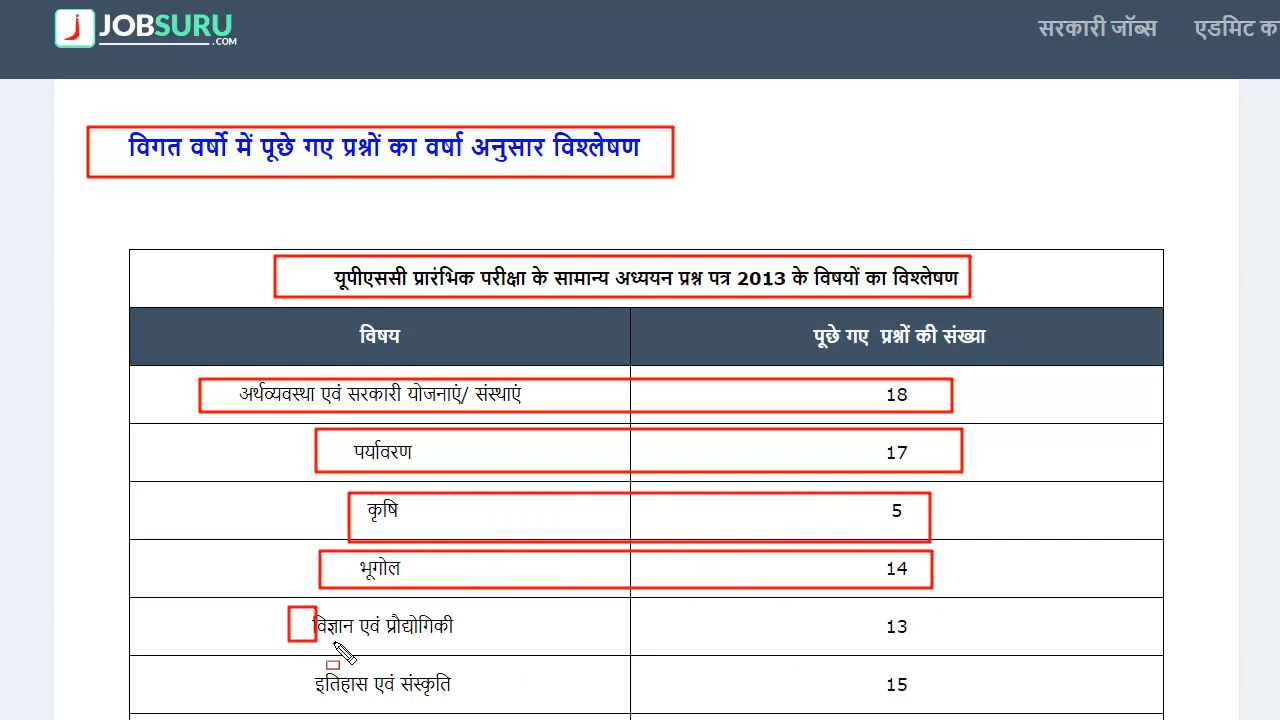 JOBSURU
.COM
सरकारी जॉब्स एडमिट क
विगत वर्षो में पूछे गए प्रश्नों का वर्षा अनुसार विश्लेषण
यूपीएससी प्रारंभिक परीक्षा के सामान्य अध्ययन प्रश्न पत्र 2013 के विषयों का विश्लेषण
विषय पूछे गए प्रश्नों की संख्या
अर्थव्यवस्था एवं सरकारी योजनाएं/ संस्थाएं 18
पर्यावरण 17
कृषि 5
भूगोल 14
विज्ञान एवं प्रौद्योगिकी 13
इतिहास एवं संस्कृति 15